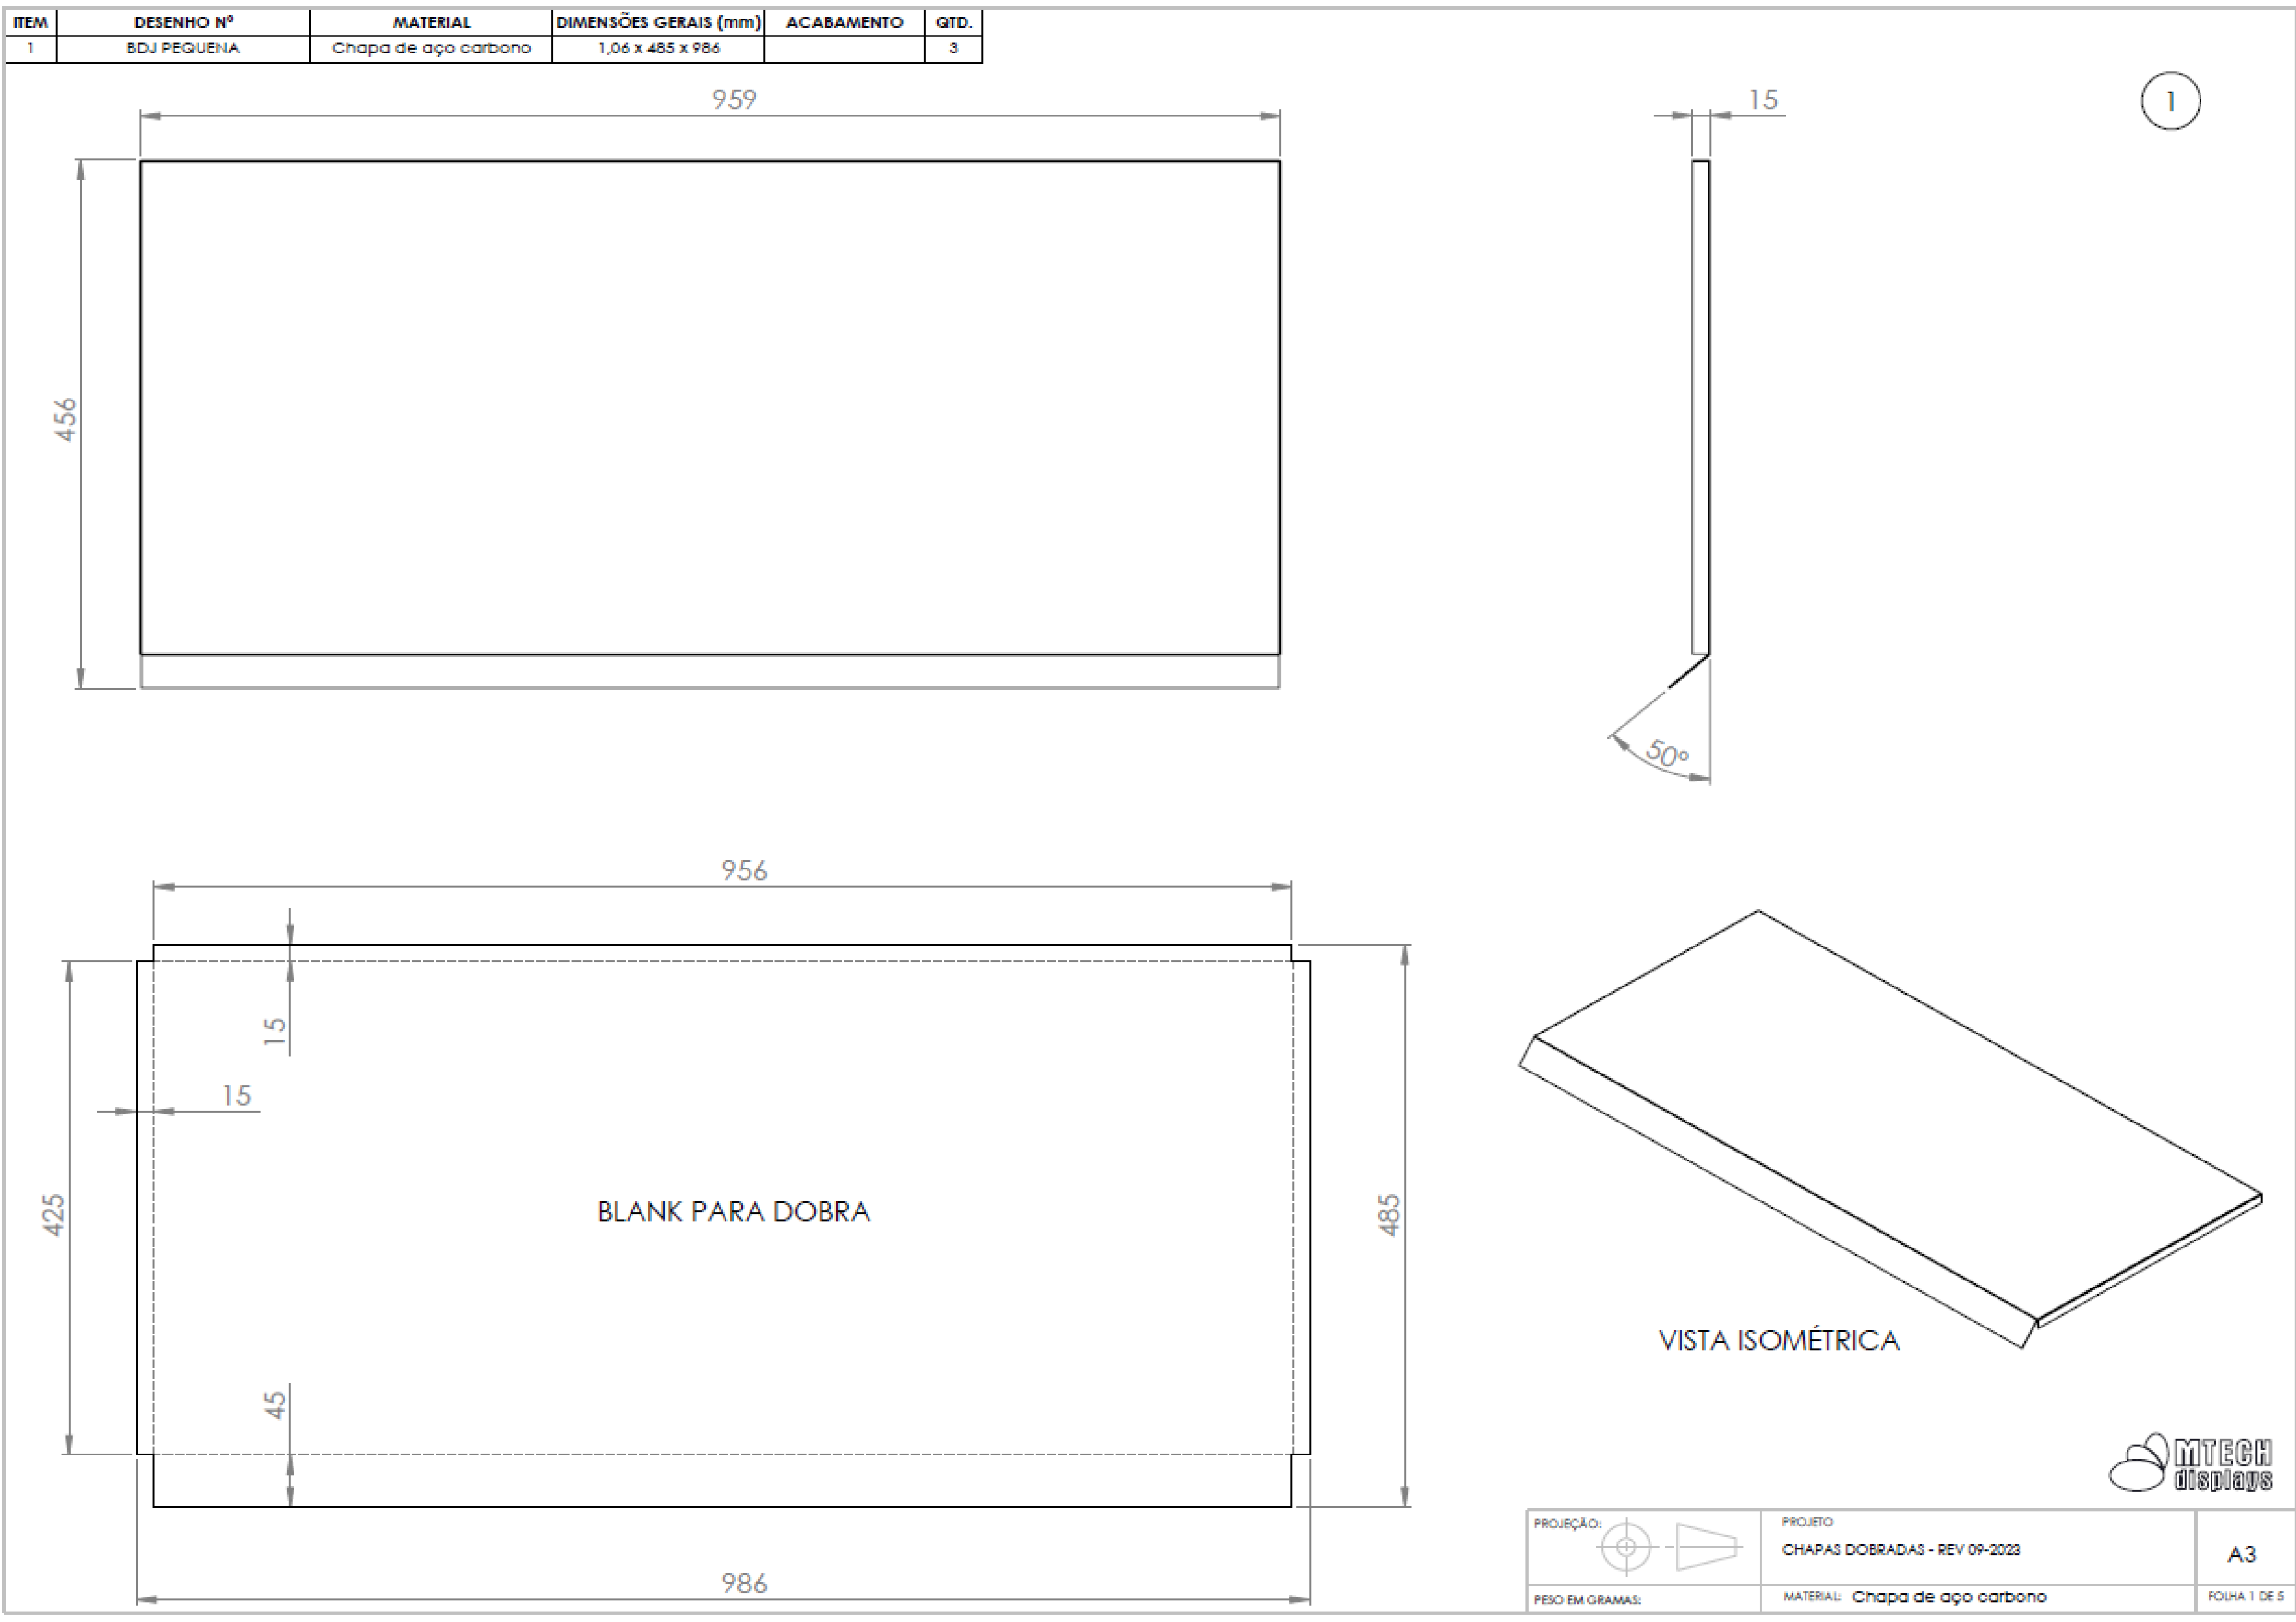 ITEM DESENHO Nº MATERIAL DIMENSÕES GERAIS (mm) ACABAMENTO QTD.
1 BDJ PEQUENA Chapa de aço carbono 1,06 x 485 x 986 3
959
15
1
456
50°
956
15
15
425
BLANK PARA DOBRA
485
45
VISTA ISOMÉTRICA
986
MTECH
displays
PROJEÇÃO:
PROJETO
CHAPAS DOBRADAS - REV 09-2023
A3
PESO EM GRAMAS:
MATERIAL: Chapa de aço carbono
FOLHA 1 DE 5